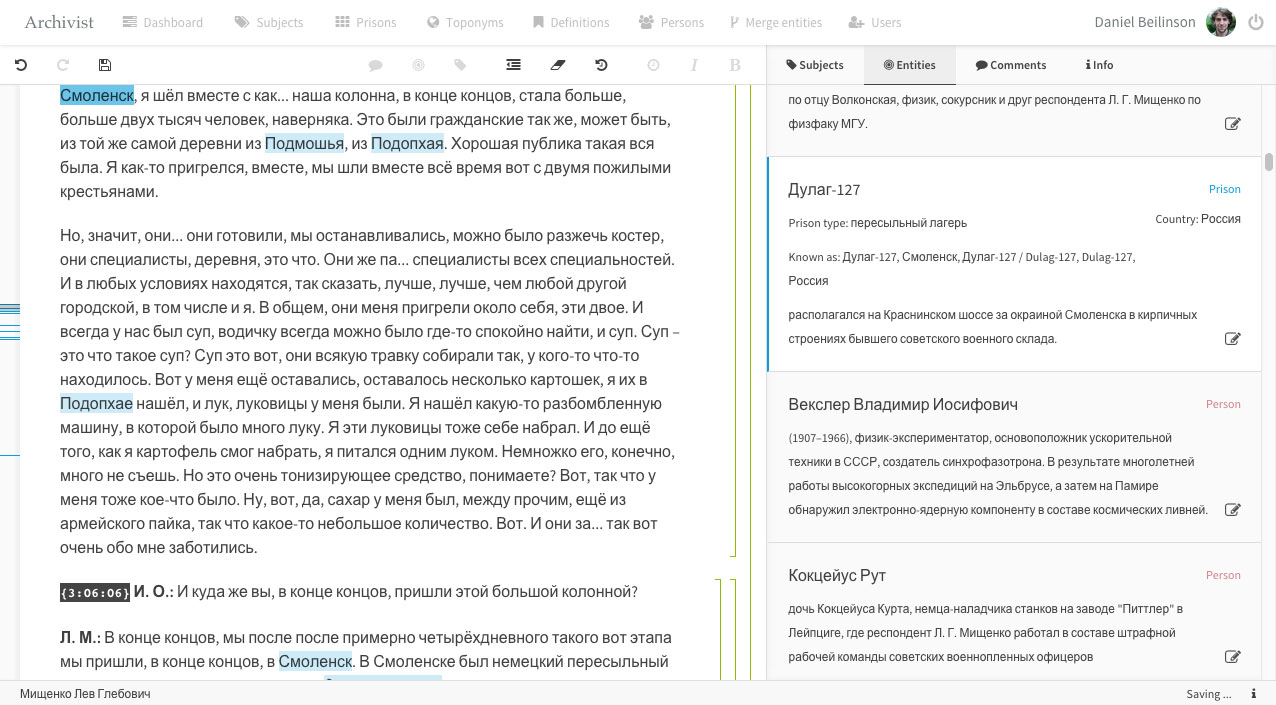 Archivist Dashboard Subjects Prisons Toponyms Definitions Persons Merge entities Users Daniel Beilinson
I B Subjects Entities Comments Info
Смоленск, я шёл вместе с как... наша колонна, в конце концов, стала больше,
больше двух тысяч человек, наверняка. Это были гражданские так же, может быть,
из той же самой деревни из Подмошья, из Подопхая. Хорошая публика такая вся
была. Я как-то пригрелся, вместе, мы шли вместе всё время вот с двумя пожилыми
крестьянами.
Но, значит, они... они готовили, мы останавливались, можно было разжечь костер,
они специалисты, деревня, это что. Они же па... специалисты всех специальностей.
И в любых условиях находятся, так сказать, лучше, лучше, чем любой другой
городской, в том числе и я. В общем, они меня пригрели около себя, эти двое. И
всегда у нас был суп, водичку всегда можно было где-то спокойно найти, и суп. Суп –
это что такое суп? Суп это вот, они всякую травку собирали так, у кого-то что-то
находилось. Вот у меня ещё оставались, оставалось несколько картошек, я их в
Подопхае нашёл, и лук, луковицы у меня были. Я нашёл какую-то разбомбленную
машину, в которой было много луку. Я эти луковицы тоже себе набрал. И до ещё
того, как я картофель смог набрать, я питался одним луком. Немножко его, конечно,
много не съешь. Но это очень тонизирующее средство, понимаете? Вот, так что у
меня тоже кое-что было. Ну, вот, да, сахар у меня был, между прочим, ещё из
армейского пайка, так что какое-то небольшое количество. Вот. И они за... так вот
очень обо мне заботились.
{3:06:06} И. О.: И куда же вы, в конце концов, пришли этой большой колонной?
Л. М.: В конце концов, мы после после примерно четырёхдневного такого вот этапа
мы пришли, в конце концов, в Смоленск. В Смоленске был немецкий пересыльный
по отцу Волконская, физик, сокурсник и друг респондента Л. Г. Мищенко по
физфаку МГУ.
Дулаг-127 Prison
Prison type: пересыльный лагерь Country: Россия
Known as: Дулаг-127, Смоленск, Дулаг-127 / Dulag-127, Dulag-127,
Россия
располагался на Краснинском шоссе за окраиной Смоленска в кирпичных
строениях бывшего советского военного склада.
Векслер Владимир Иосифович Person
(1907–1966), физик-экспериментатор, основоположник ускорительной
техники в СССР, создатель синхрофазотрона. В результате многолетней
работы высокогорных экспедиций на Эльбрусе, а затем на Памире
обнаружил электронно-ядерную компоненту в составе космических ливней.
Кокцейус Рут Person
дочь Кокцейуса Курта, немца-наладчика станков на заводе "Питтлер" в
Лейпциге, где респондент Л. Г. Мищенко работал в составе штрафной
рабочей команды советских военнопленных офицеров
Мищенко Лев Глебович Saving ...